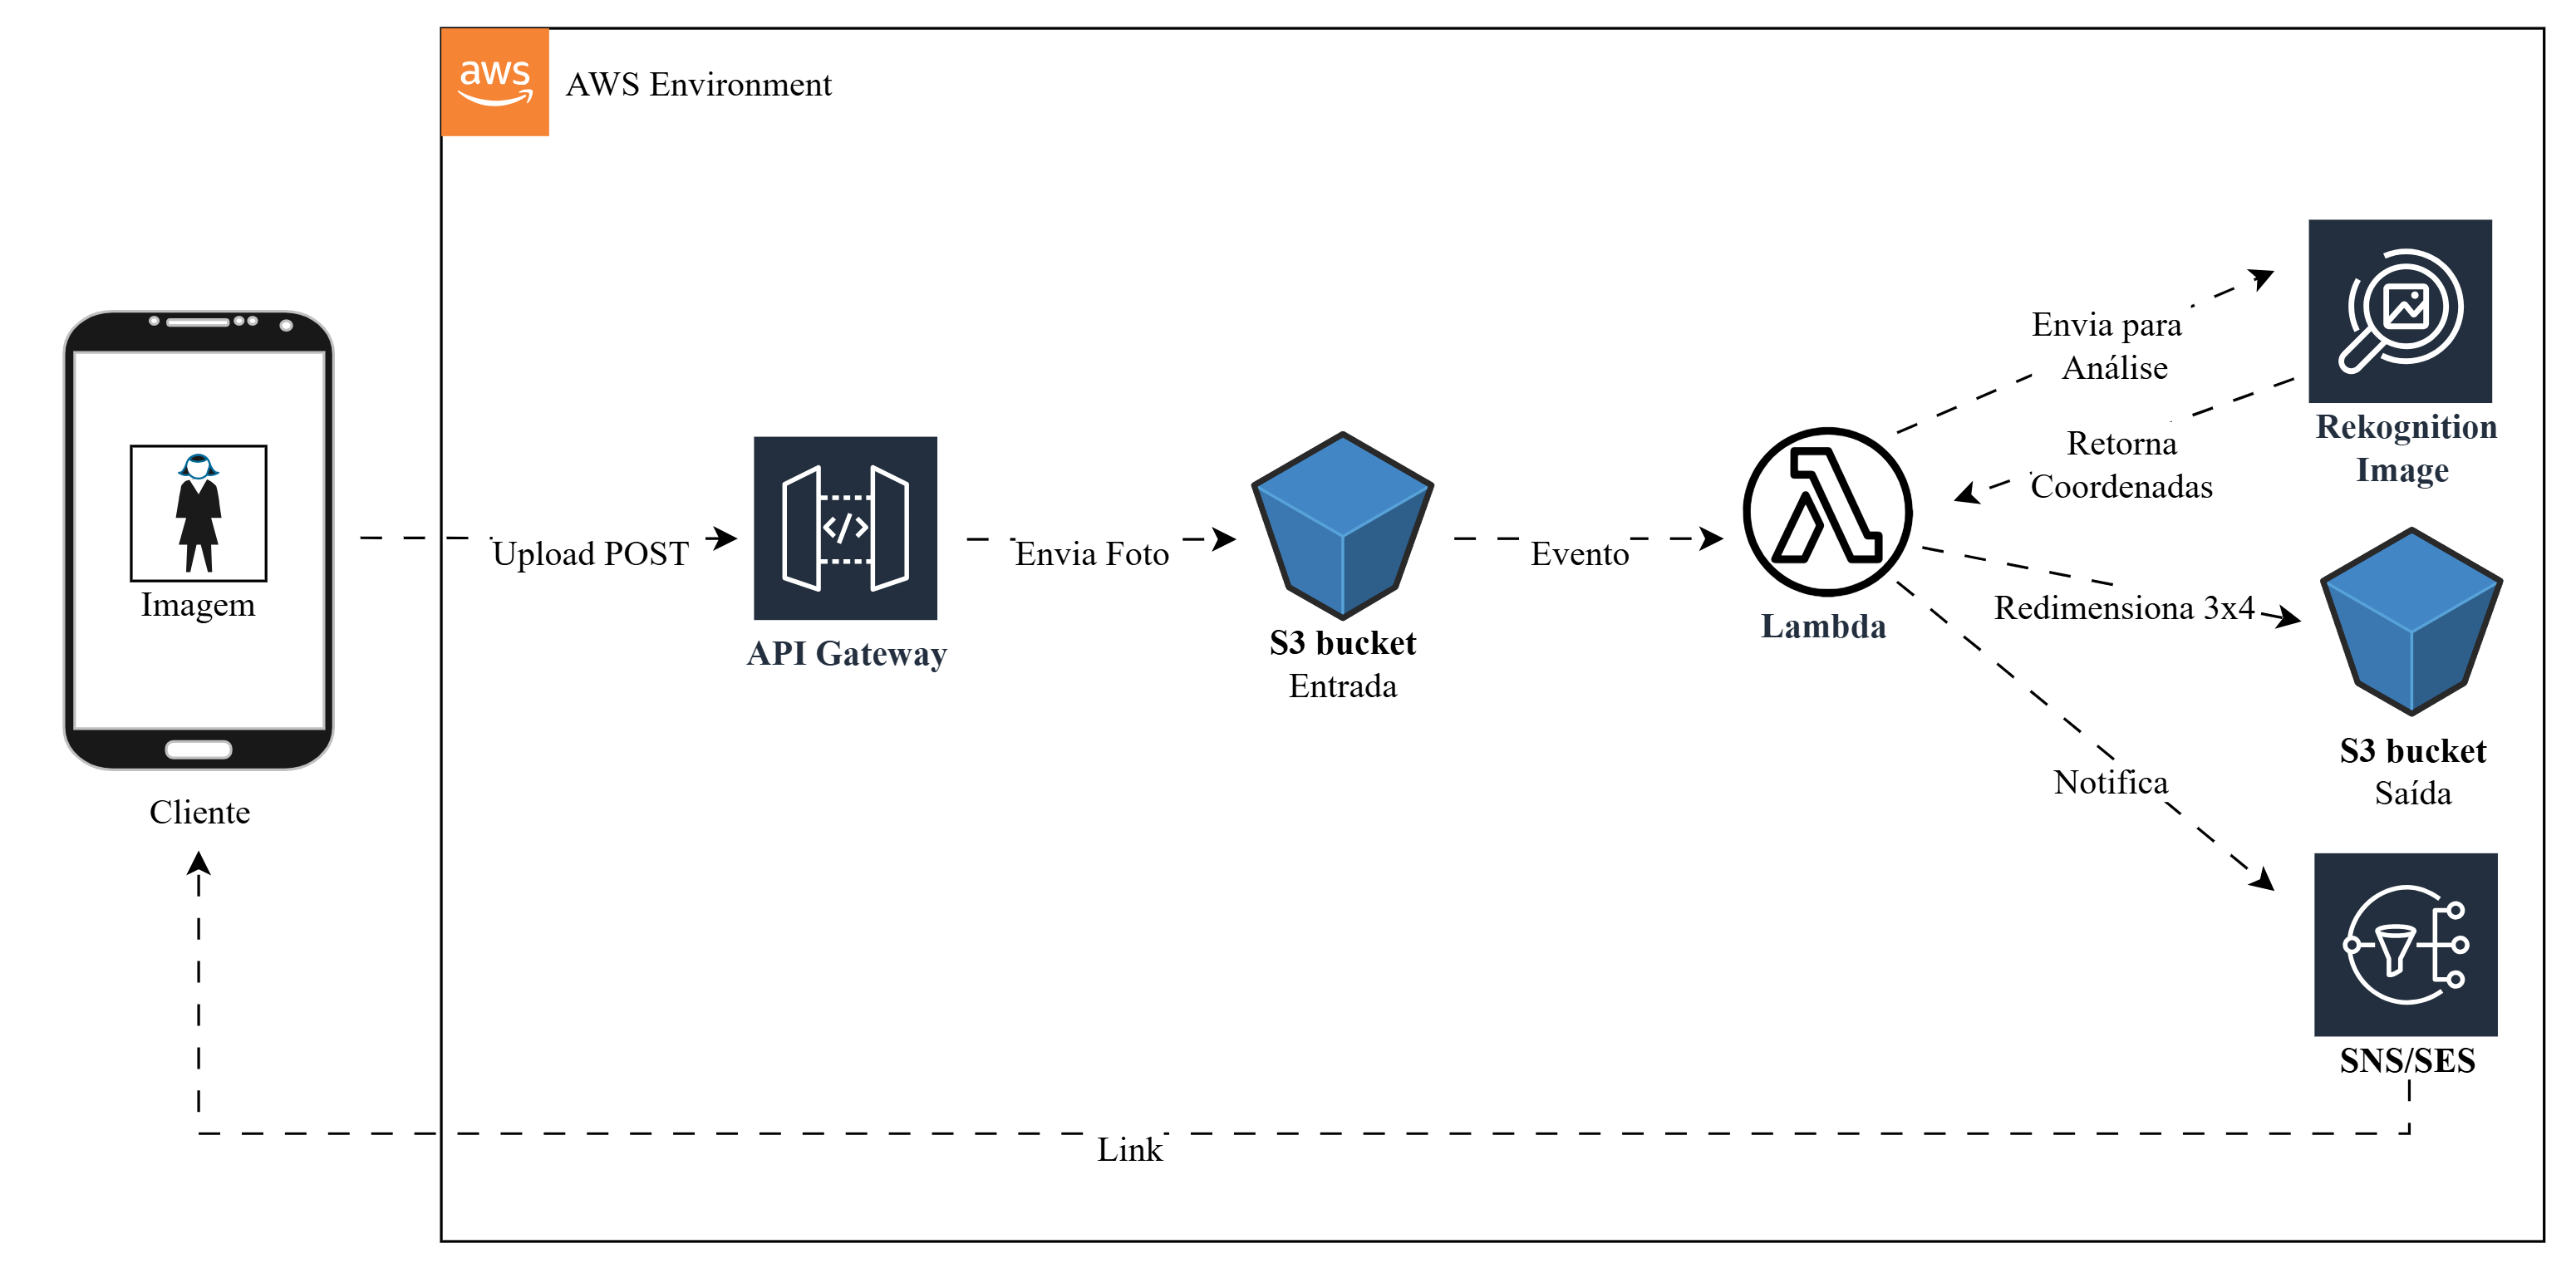 aws
AWS Environment
Imagem
Cliente
Upload POST
API Gateway
Envia Foto
S3 bucket
Entrada
Evento
Lambda
Envia para
Análise
Retorna
Coordenadas
Rekognition
Image
Redimensiona 3x4
S3 bucket
Saída
Notifica
SNS/SES
Link